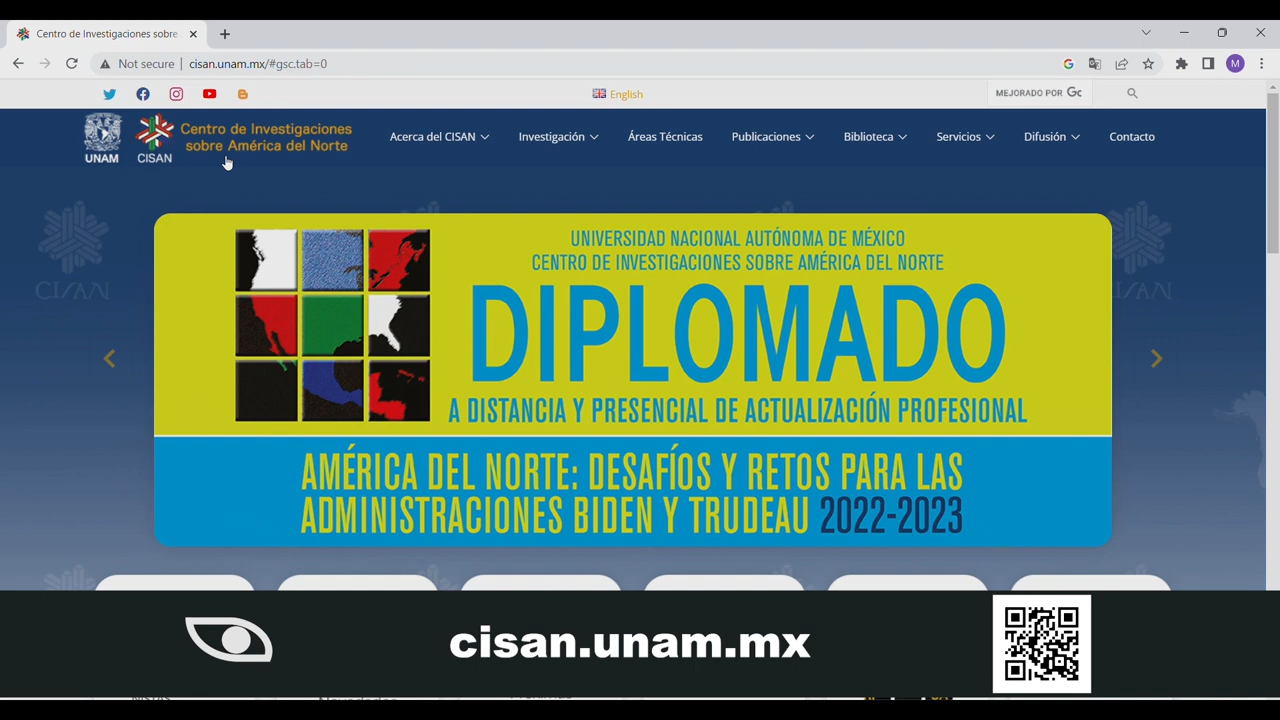 Centro de Investigaciones sobre
Not secure
cisan.unam.mx/#gsc.tab=0
M
English
MEJORADO POR
UNAM
CISAN
Centro de Investigaciones
sobre América del Norte
Acerca del CISAN
Investigación
Áreas Técnicas
Publicaciones
Biblioteca
Servicios
Difusión
Contacto
UNIVERSIDAD NACIONAL AUTÓNOMA DE MÉXICO
CENTRO DE INVESTIGACIONES SOBRE AMÉRICA DEL NORTE
DIPLOMADO
A DISTANCIA Y PRESENCIAL DE ACTUALIZACIÓN PROFESIONAL
AMÉRICA DEL NORTE: DESAFÍOS Y RETOS PARA LAS
ADMINISTRACIONES BIDEN Y TRUDEAU 2022-2023
CISAN
cisan.unam.mx